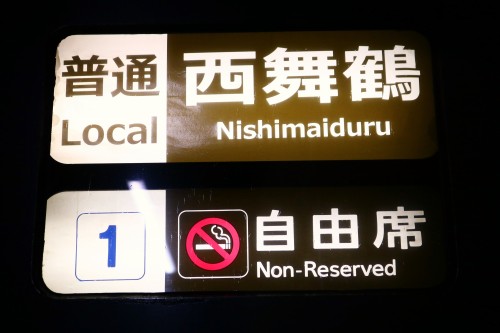 普通 西舞鶴
Local Nishimaiduru
1 自由席
Non-Reserved